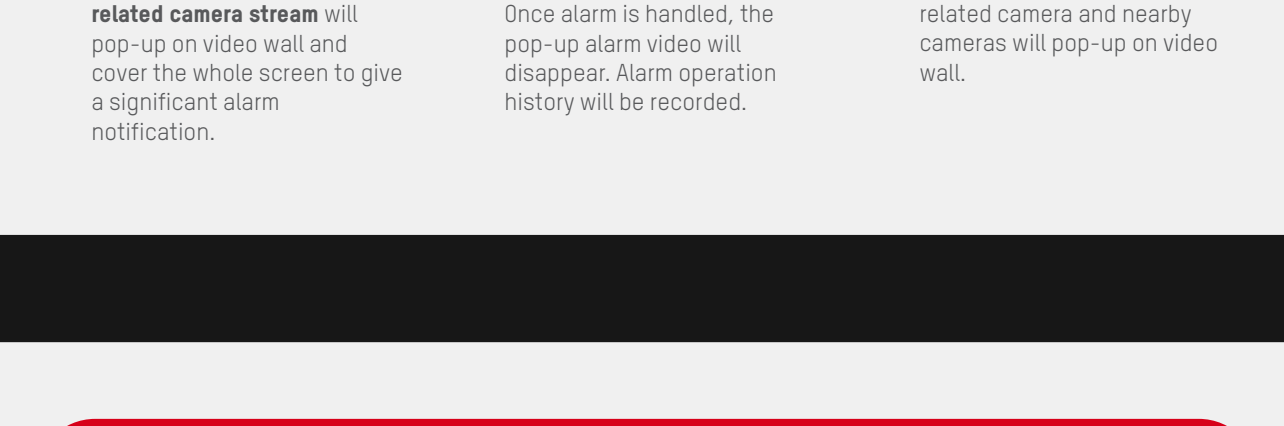 related camera stream will
pop-up on video wall and
cover the whole screen to give
a significant alarm
notification.
Once alarm is handled, the
pop-up alarm video will
disappear. Alarm operation
history will be recorded.
related camera and nearby
cameras will pop-up on video
wall.